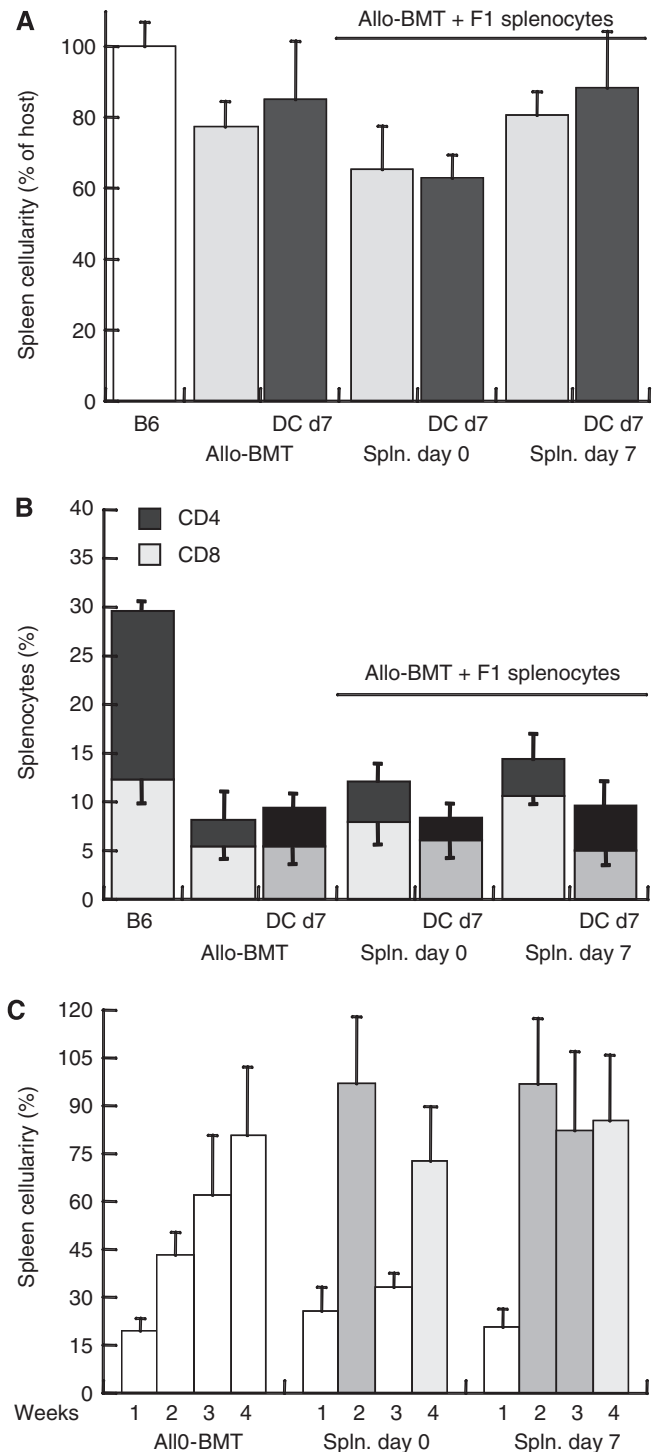 A
Allo-BMT + F1 splenocytes
Spleen cellularity (% of host)
100
80
60
40
20
0
B6 DC d7 DC d7 DC d7
Allo-BMT Spln. day 0 Spln. day 7
B
40
35
30
25
20
15
10
5
0
CD4
CD8
Allo-BMT + F1 splenocytes
Splenocytes (%)
B6 DC d7 DC d7 DC d7
Allo-BMT Spln. day 0 Spln. day 7
C
120
105
90
75
60
45
30
15
0
Spleen cellulariry (%)
Weeks 1 2 3 4 1 2 3 4 1 2 3 4
All0-BMT Spln. day 0 Spln. day 7